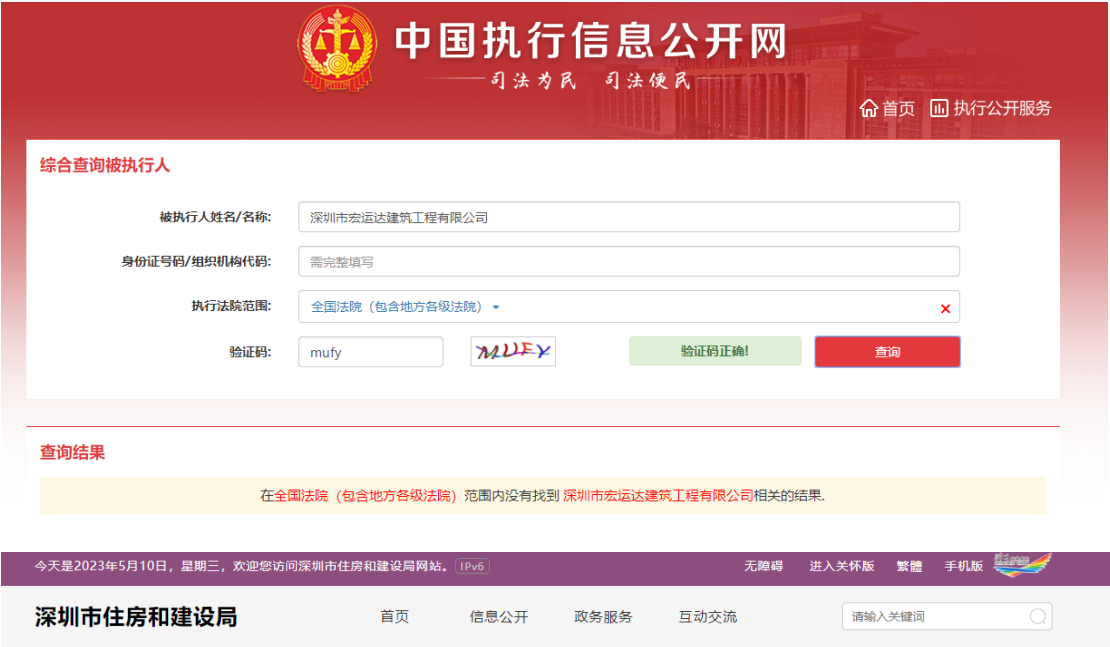 中国执行信息公开网
司法为民 司法便民
首页 执行公开服务
综合查询被执行人
被执行人姓名/名称: 深圳市宏运达建筑工程有限公司
身份证号码/组织机构代码: 需完整填写
执行法院范围: 全国法院（包含地方各级法院）
验证码: mufy MUFY 验证码正确! 查询
查询结果
在全国法院（包含地方各级法院）范围内没有找到 深圳市宏运达建筑工程有限公司相关的结果.
今天是2023年5月10日，星期三，欢迎您访问深圳市住房和建设局网站。 IPv6 无障碍 进入关怀版 繁體 手机版
深圳市住房和建设局 首页 信息公开 政务服务 互动交流 请输入关键词